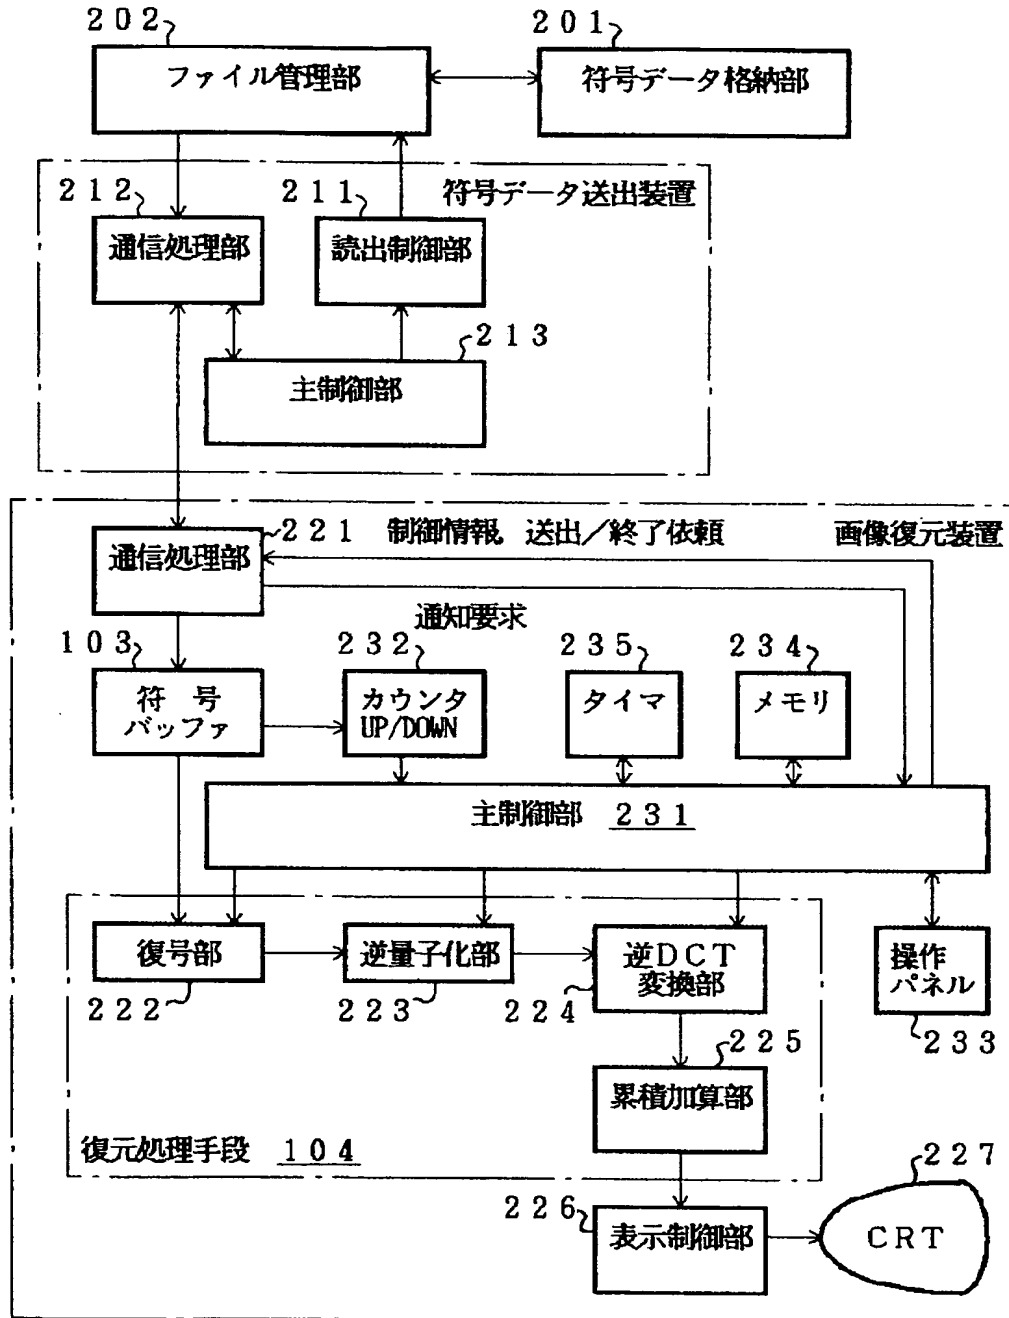 202
201
ファイル管理部
符号データ格納部
212
211
符号データ送出装置
通信処理部
読出制御部
213
主制御部
221
制御情報, 送出/終了依頼
画像復元装置
通信処理部
通知要求
103
232
235
234
符号
バッファ
カウンタ
UP/DOWN
タイマ
メモリ
主制御部 231
復号部
逆量子化部
逆DCT
変換部
操作
パネル
222
223
224
233
225
累積加算部
復元処理手段 104
227
226
表示制御部
CRT